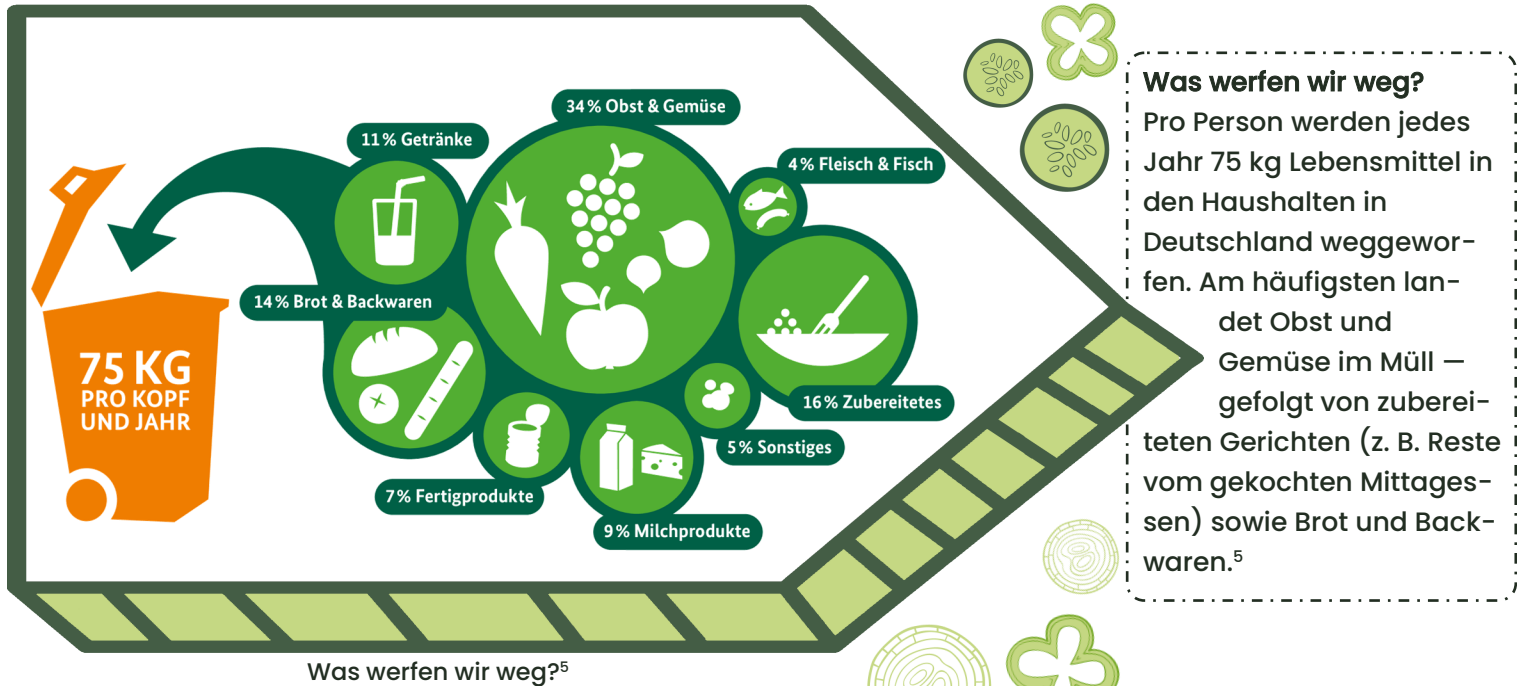 34 % Obst & Gemüse
11 % Getränke
4 % Fleisch & Fisch
14 % Brot & Backwaren
75 KG
PRO KOPF
UND JAHR
16 % Zubereitetes
5 % Sonstiges
7 % Fertigprodukte
9 % Milchprodukte
Was werfen wir weg?⁵
Was werfen wir weg?
Pro Person werden jedes
Jahr 75 kg Lebensmittel in
den Haushalten in
Deutschland weggewor-
fen. Am häufigsten lan-
det Obst und
Gemüse im Müll –
gefolgt von zuberei-
teten Gerichten (z. B. Reste
vom gekochten Mittages-
sen) sowie Brot und Back-
waren.⁵